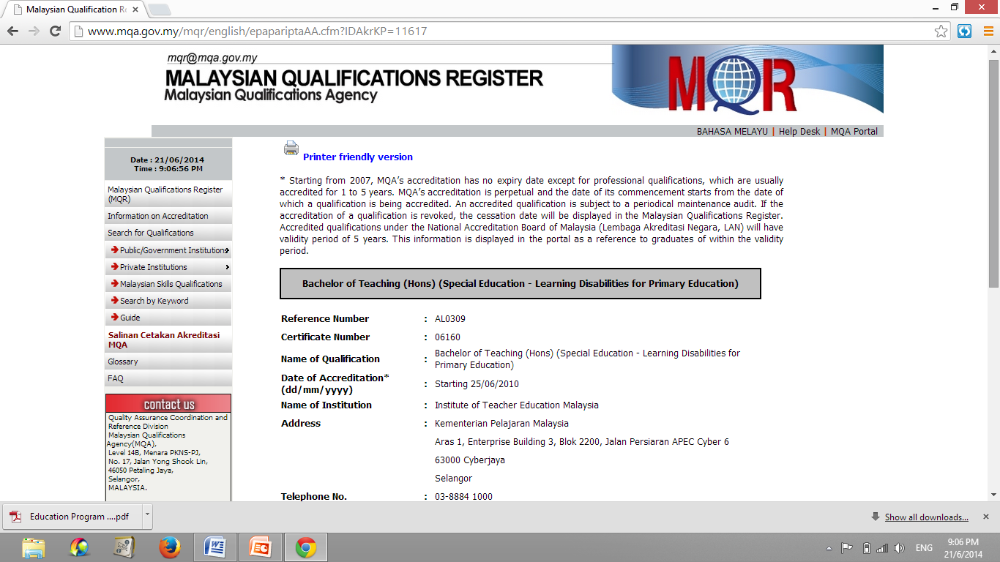 Malaysian Qualification R
www.mqa.gov.my/mqr/english/epapariptaAA.cfm?IDAkrKP=11617
mqr@mqa.gov.my
MALAYSIAN QUALIFICATIONS REGISTER
Malaysian Qualifications Agency
MQR
BAHASA MELAYU | Help Desk | MQA Portal
Date : 21/06/2014
Time : 9:06:56 PM
Malaysian Qualifications Register
(MQR)
Information on Accreditation
Search for Qualifications
Public/Government Institutions
Private Institutions
Malaysian Skills Qualifications
Search by Keyword
Guide
Salinan Cetakan Akreditasi
MQA
Glossary
FAQ
contact us
Quality Assurance Coordination and
Reference Division
Malaysian Qualifications
Agency(MQA),
Level 14B, Menara PKNS-PJ,
No. 17, Jalan Yong Shook Lin,
46050 Petaling Jaya,
Selangor,
MALAYSIA.
Printer friendly version
* Starting from 2007, MQA's accreditation has no expiry date except for professional qualifications, which are usually
accredited for 1 to 5 years. MQA's accreditation is perpetual and the date of its commencement starts from the date of
which a qualification is being accredited. An accredited qualification is subject to a periodical maintenance audit. If the
accreditation of a qualification is revoked, the cessation date will be displayed in the Malaysian Qualifications Register.
Accredited qualifications under the National Accreditation Board of Malaysia (Lembaga Akreditasi Negara, LAN) will have
validity period of 5 years. This information is displayed in the portal as a reference to graduates of within the validity
period.
Bachelor of Teaching (Hons) (Special Education - Learning Disabilities for Primary Education)
Reference Number : AL0309
Certificate Number : 06160
Name of Qualification : Bachelor of Teaching (Hons) (Special Education - Learning Disabilities for
Primary Education)
Date of Accreditation*
(dd/mm/yyyy) : Starting 25/06/2010
Name of Institution : Institute of Teacher Education Malaysia
Address : Kementerian Pelajaran Malaysia
Aras 1, Enterprise Building 3, Blok 2200, Jalan Persiaran APEC Cyber 6
63000 Cyberjaya
Selangor
Telephone No. : 03-8884 1000
Education Program ....pdf
Show all downloads...
ENG
9:06 PM
21/6/2014